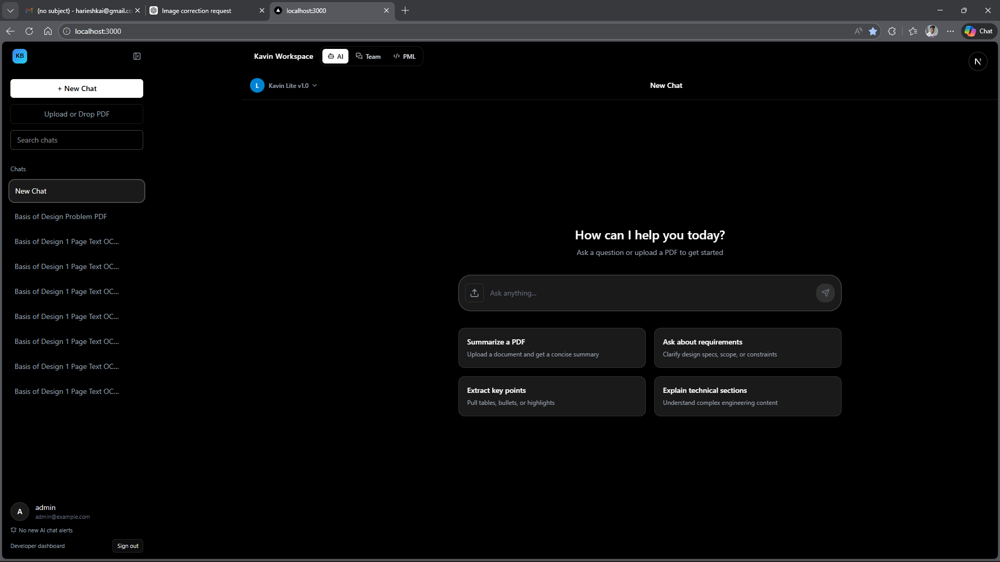 (no subject) - harieshkai@gmail.co
Image correction request
localhost:3000
localhost:3000
Chat
KB
Kavin Workspace
AI
Team
</> PML
N
+ New Chat
L
Kavin Lite v1.0
New Chat
Upload or Drop PDF
Search chats
Chats
New Chat
Basis of Design Problem PDF
Basis of Design 1 Page Text OC...
Basis of Design 1 Page Text OC...
Basis of Design 1 Page Text OC...
Basis of Design 1 Page Text OC...
Basis of Design 1 Page Text OC...
Basis of Design 1 Page Text OC...
Basis of Design 1 Page Text OC...
How can I help you today?
Ask a question or upload a PDF to get started
Ask anything...
Summarize a PDF
Upload a document and get a concise summary
Ask about requirements
Clarify design specs, scope, or constraints
Extract key points
Pull tables, bullets, or highlights
Explain technical sections
Understand complex engineering content
A
admin
admin@example.com
No new AI chat alerts
Developer dashboard
Sign out